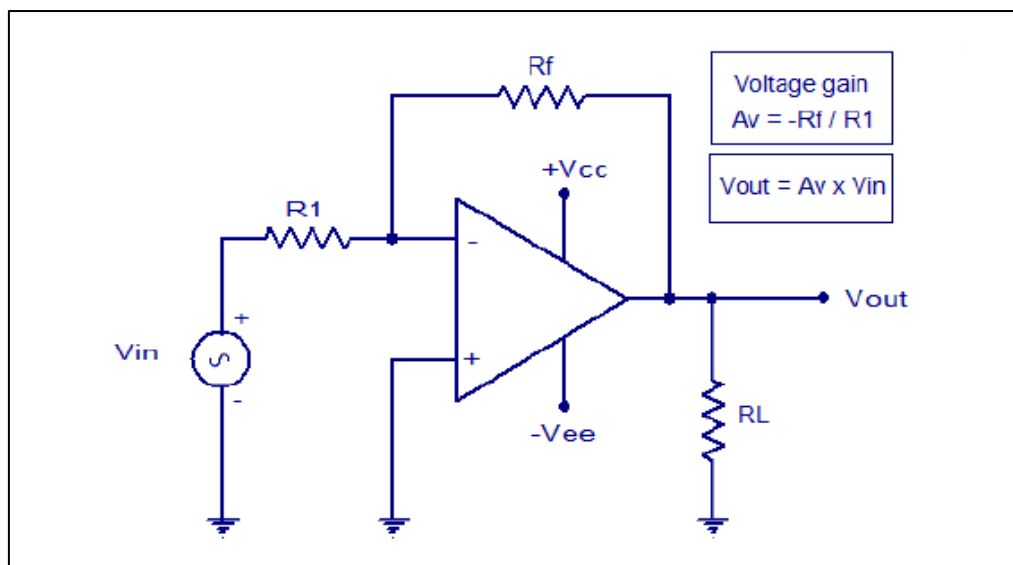 Rf
Voltage gain
Av = -Rf / R1
+Vcc
Vout = Av x Vin
R1
-
Vout
+
Vin
+
-
-Vee
RL